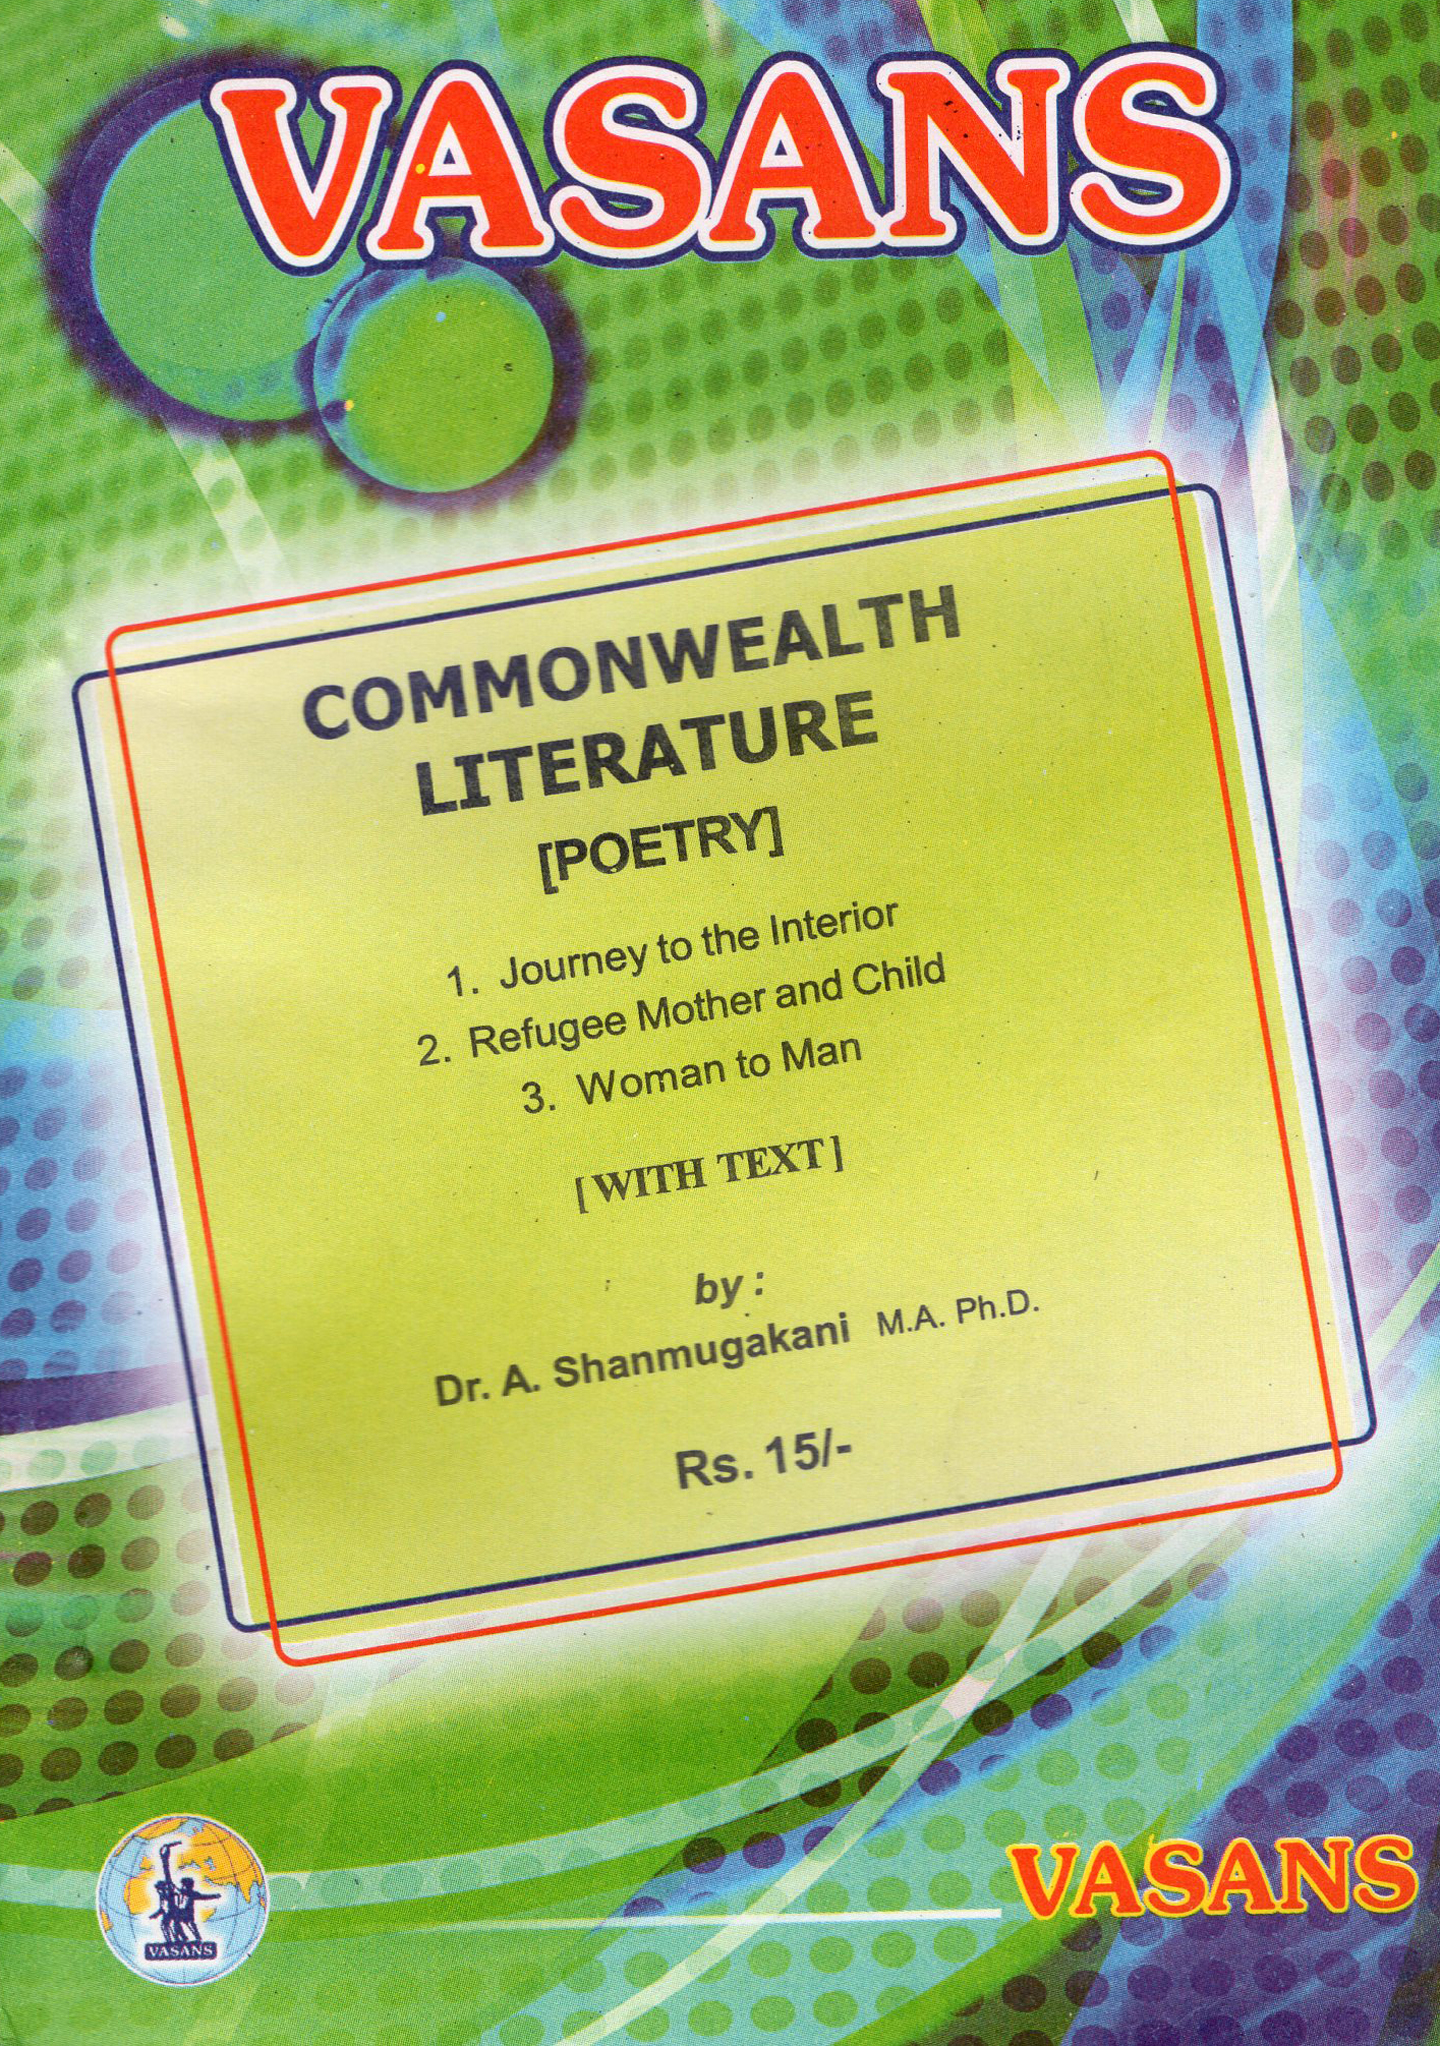 VASANS
COMMONWEALTH
LITERATURE
[POETRY]
1. Journey to the Interior
2. Refugee Mother and Child
3. Woman to Man
[ WITH TEXT ]
by :
Dr. A. Shanmugakani M.A. Ph.D.
Rs. 15/-
VASANS
VASANS